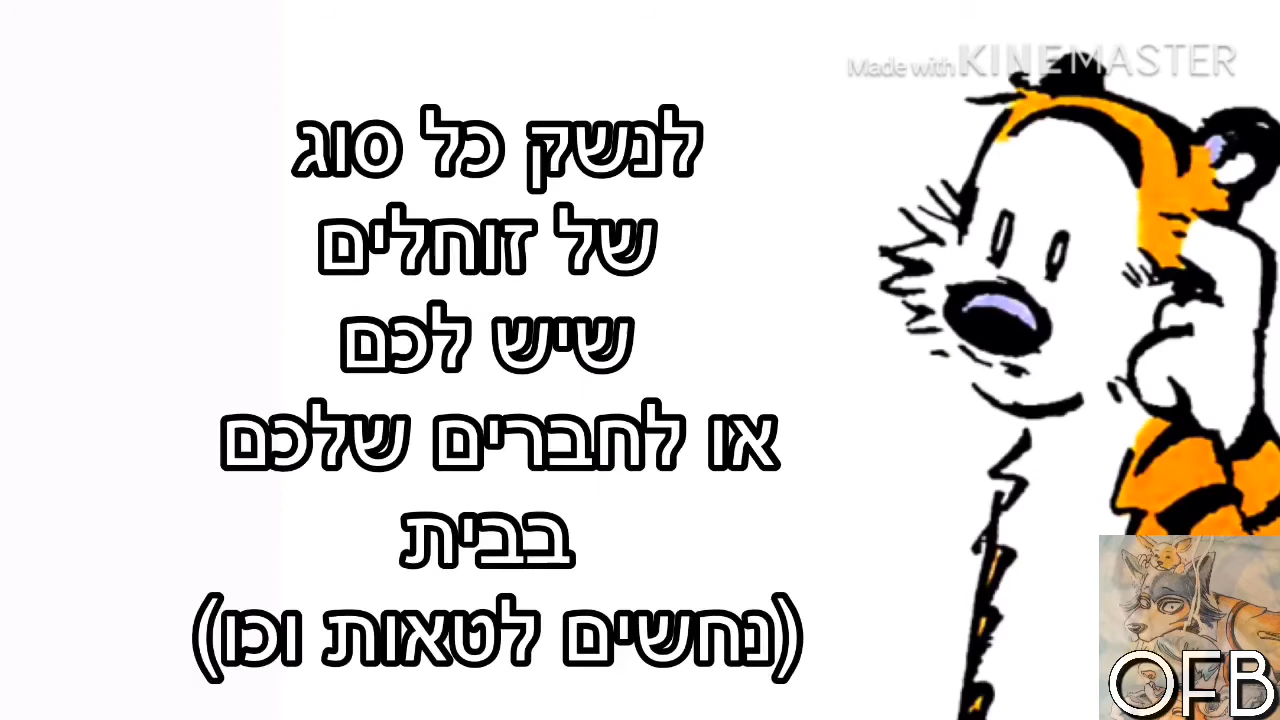 Made with KINEMASTER
לנשק כל סוג
של זוחלים
שיש לכם
או לחברים שלכם
בבית
(נחשים לטאות וכו)
OFB